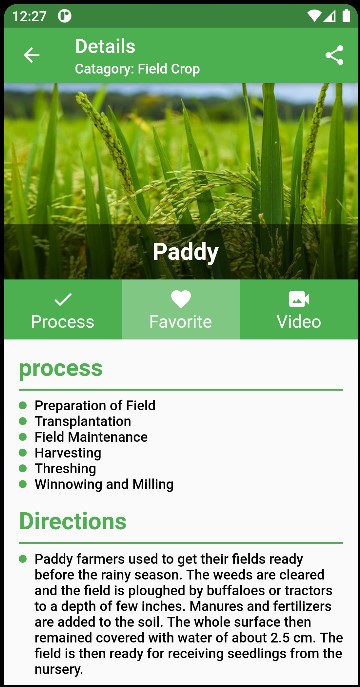 12:27
Details
Catagory: Field Crop
Paddy
Process
Favorite
Video
process
Preparation of Field
Transplantation
Field Maintenance
Harvesting
Threshing
Winnowing and Milling
Directions
Paddy farmers used to get their fields ready
before the rainy season. The weeds are cleared
and the field is ploughed by buffaloes or tractors
to a depth of few inches. Manures and fertilizers
are added to the soil. The whole surface then
remained covered with water of about 2.5 cm. The
field is then ready for receiving seedlings from the
nursery.